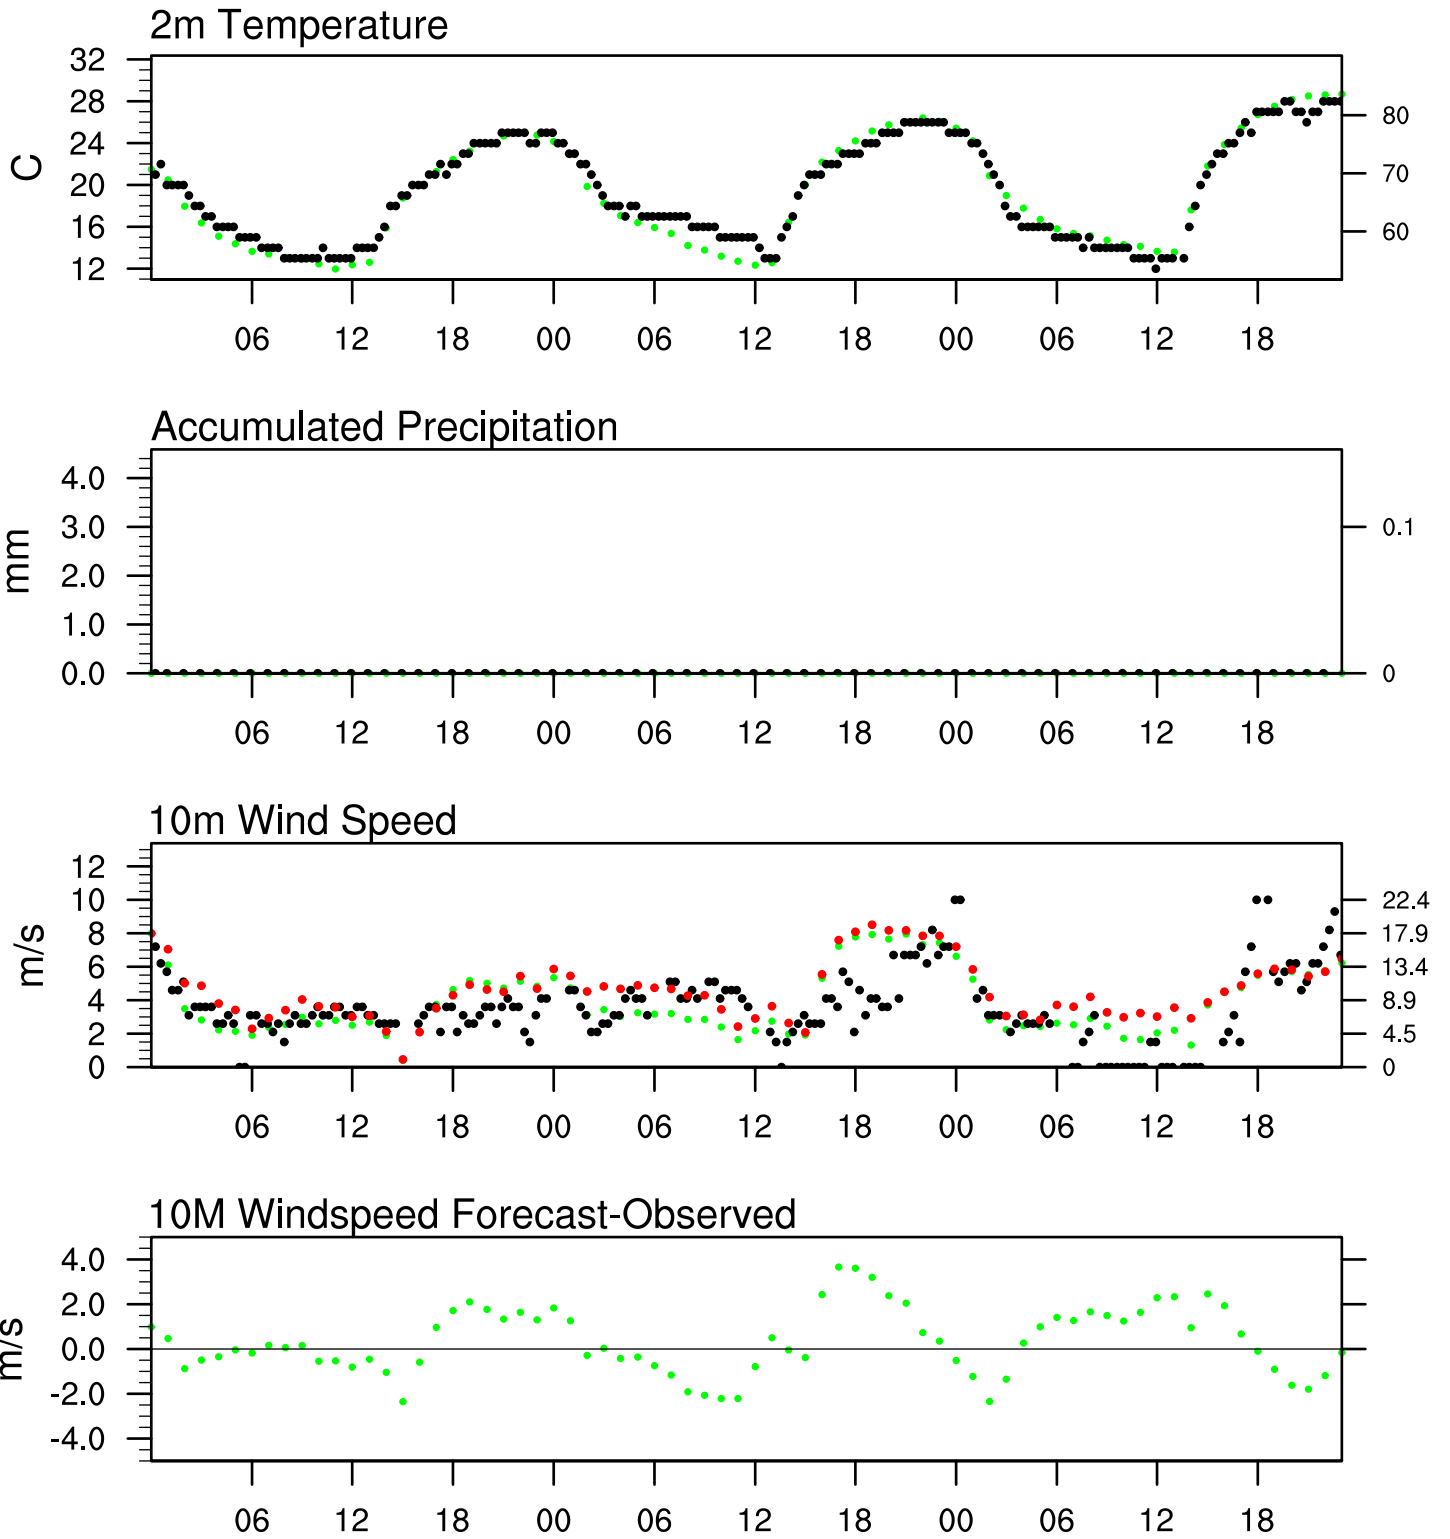 2m Temperature
32
28
24
20
16
12
C
80
70
60
06 12 18 00 06 12 18 00 06 12 18
Accumulated Precipitation
4.0
3.0
2.0
1.0
0.0
mm
0.1
0
06 12 18 00 06 12 18 00 06 12 18
10m Wind Speed
12
10
8
6
4
2
0
m/s
22.4
17.9
13.4
8.9
4.5
0
06 12 18 00 06 12 18 00 06 12 18
10M Windspeed Forecast-Observed
4.0
2.0
0.0
-2.0
-4.0
m/s
06 12 18 00 06 12 18 00 06 12 18